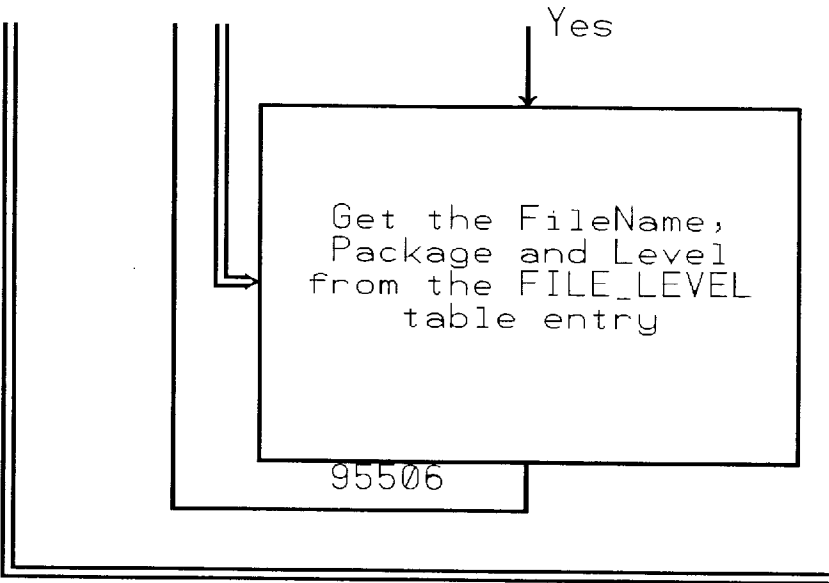 Yes
Get the FileName,
Package and Level
from the FILE_LEVEL
table entry
95506